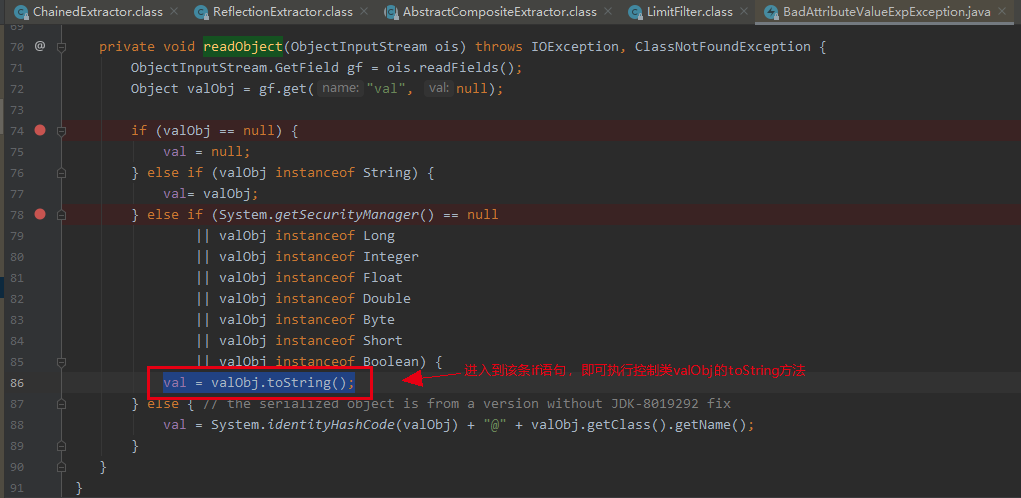 ChainedExtractor.class × ReflectionExtractor.class × AbstractCompositeExtractor.class × LimitFilter.class × BadAttributeValueExpException.java ×
69
70 @ private void readObject(ObjectInputStream ois) throws IOException, ClassNotFoundException {
71 ObjectInputStream.GetField gf = ois.readFields();
72 Object valObj = gf.get( name: "val", val: null);
73
74 if (valObj == null) {
75 val = null;
76 } else if (valObj instanceof String) {
77 val= valObj;
78 } else if (System.getSecurityManager() == null
79 || valObj instanceof Long
80 || valObj instanceof Integer
81 || valObj instanceof Float
82 || valObj instanceof Double
83 || valObj instanceof Byte
84 || valObj instanceof Short
85 || valObj instanceof Boolean) {
86 val = valObj.toString(); 进入到该条if语句，即可执行控制类valObj的toString方法
87 } else { // the serialized object is from a version without JDK-8019292 fix
88 val = System.identityHashCode(valObj) + "@" + valObj.getClass().getName();
89 }
90 }
91 }